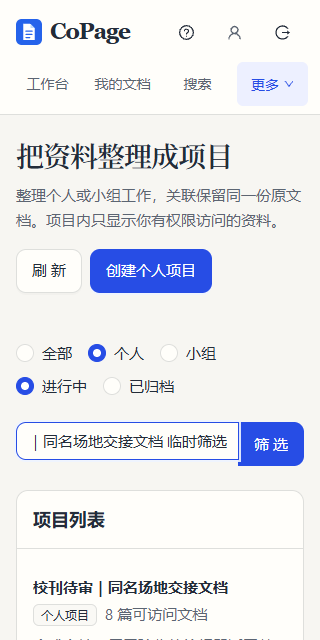 CoPage
工作台 我的文档 搜索 更多
把资料整理成项目
整理个人或小组工作，关联保留同一份原文
档。项目内只显示你有权限访问的资料。
刷 新 创建个人项目
全部 个人 小组
进行中 已归档
| 同名场地交接文档 临时筛选 筛 选
项目列表
校刊待审 | 同名场地交接文档
个人项目 8 篇可访问文档